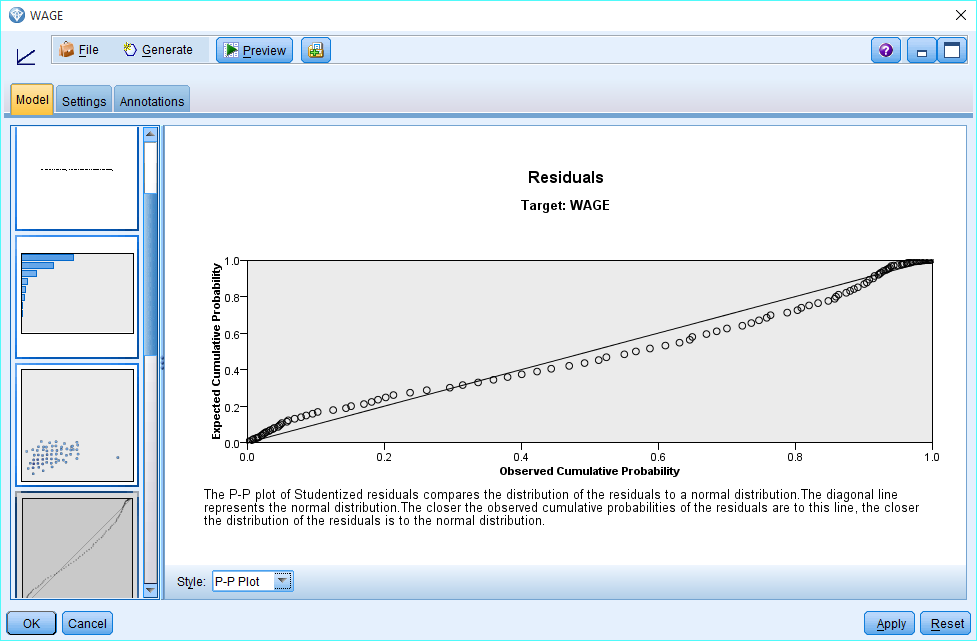 WAGE
File Generate Preview
Model Settings Annotations
Residuals
Target: WAGE
Expected Cumulative Probability
1.0
0.8
0.6
0.4
0.2
0.0
0.0 0.2 0.4 0.6 0.8 1.0
Observed Cumulative Probability
The P-P plot of Studentized residuals compares the distribution of the residuals to a normal distribution.The diagonal line
represents the normal distribution.The closer the observed cumulative probabilities of the residuals are to this line, the closer
the distribution of the residuals is to the normal distribution.
Style: P-P Plot
OK Cancel Apply Reset